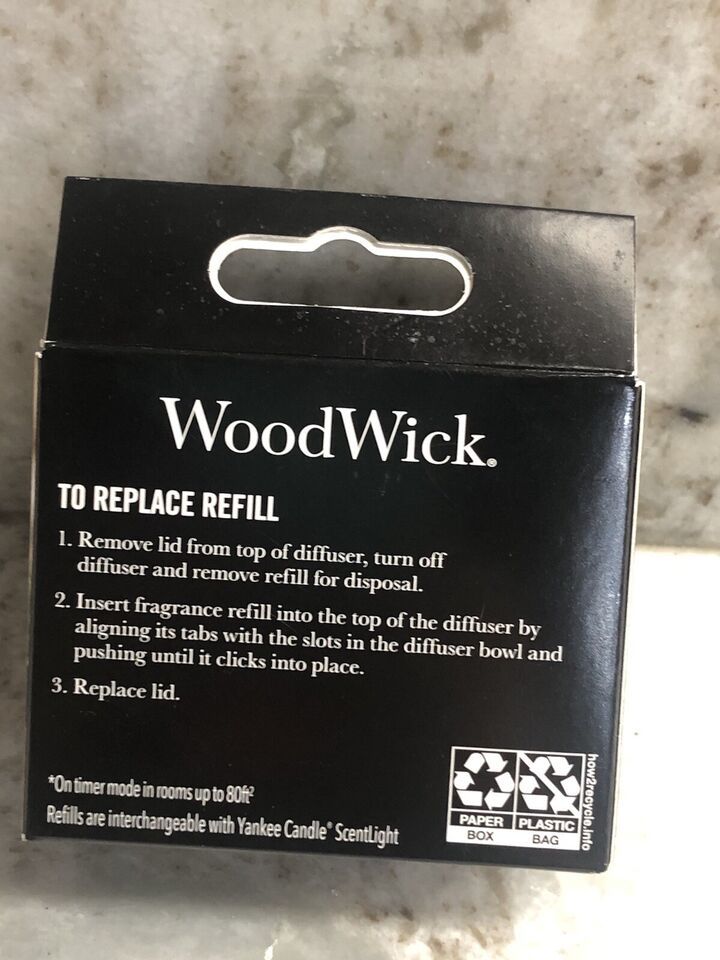 WoodWick®
TO REPLACE REFILL
1. Remove lid from top of diffuser, turn off
diffuser and remove refill for disposal.
2. Insert fragrance refill into the top of the diffuser by
aligning its tabs with the slots in the diffuser bowl and
pushing until it clicks into place.
3. Replace lid.
*On timer mode in rooms up to 80ft²
Refills are interchangeable with Yankee Candle® ScentLight
PAPER PLASTIC
BOX BAG
how2recycle.info